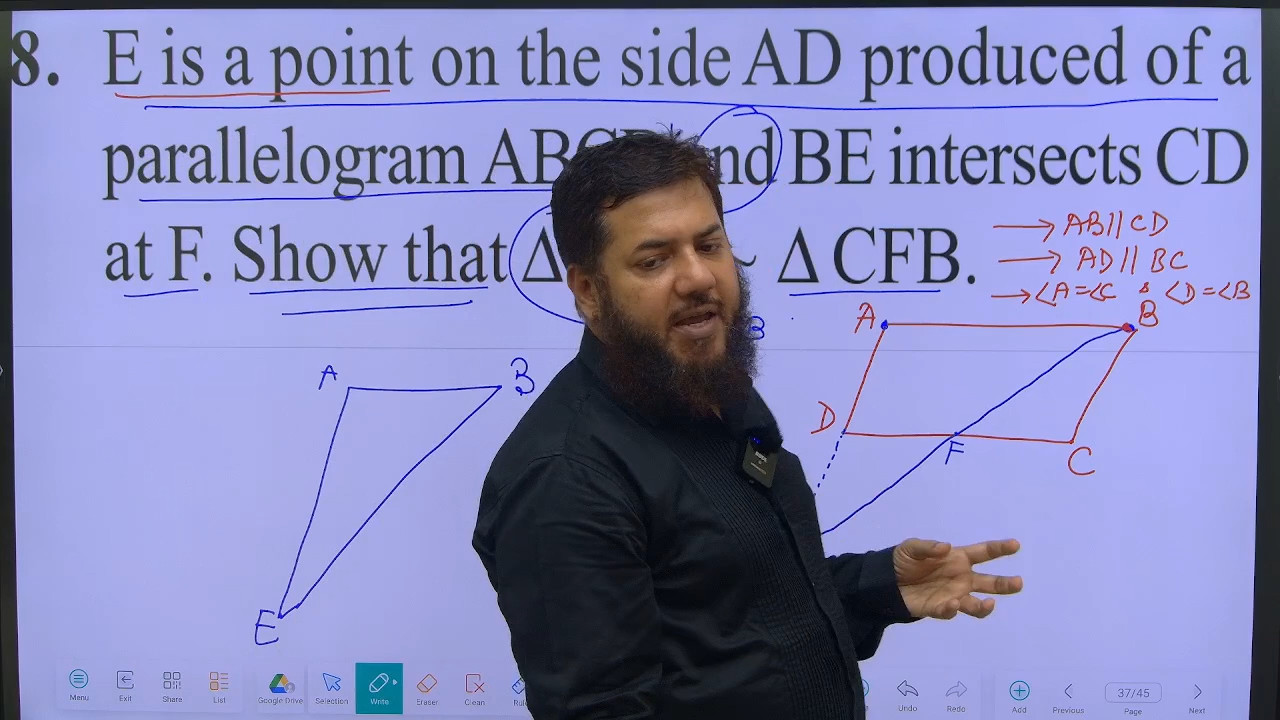 8. E is a point on the side AD produced of a
parallelogram ABCD and BE intersects CD
at F. Show that Δ ~ Δ CFB.
→ AB || CD
→ AD || BC
→ ∠A=∠C & ∠D=∠B
A B
D F C
B
A B
E
Menu Exit Share List Google Drive Selection Write Eraser Clean Undo Redo Add Previous 37/45 Page Next